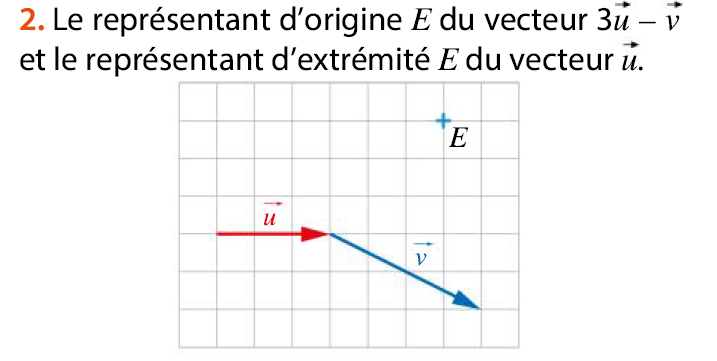 2. Le représentant d'origine E du vecteur 3u⃗ – v⃗
et le représentant d'extrémité E du vecteur u⃗.
E
u⃗
v⃗